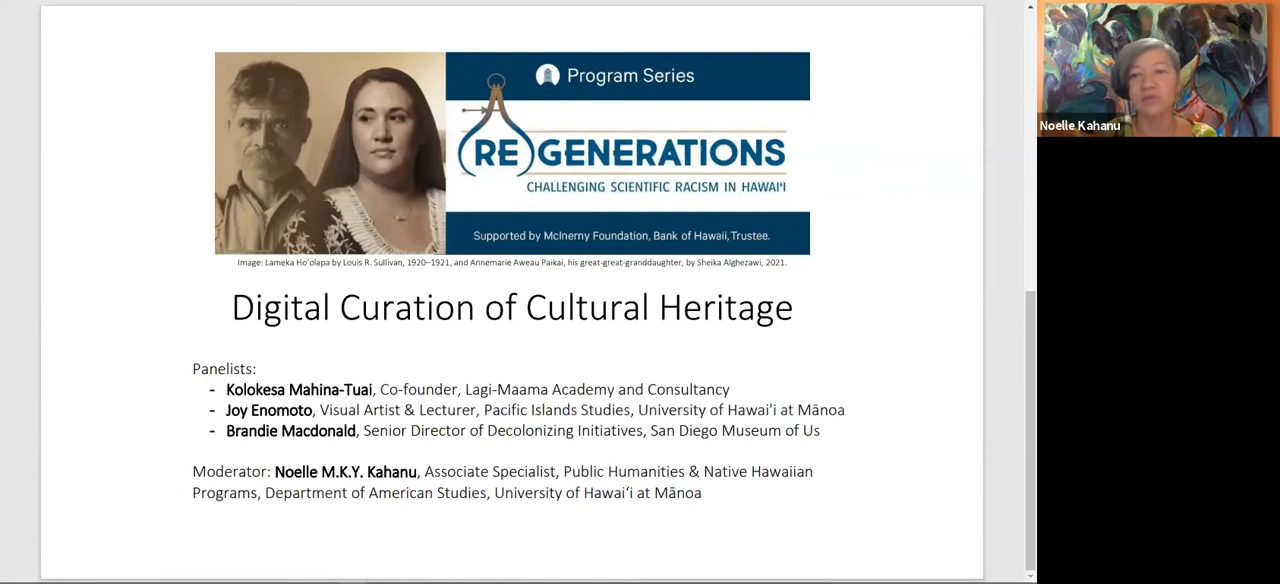 Program Series
(RE)GENERATIONS
CHALLENGING SCIENTIFIC RACISM IN HAWAIʻI
Supported by McInerny Foundation, Bank of Hawaii, Trustee.
Image: Lameka Hoʻolapa by Louis R. Sullivan, 1920–1921, and Annemarie Aweau Paikai, his great-great-granddaughter, by Sheika Alghezawi, 2021.
Digital Curation of Cultural Heritage
Panelists:
- Kolokesa Mahina-Tuai, Co-founder, Lagi-Maama Academy and Consultancy
- Joy Enomoto, Visual Artist & Lecturer, Pacific Islands Studies, University of Hawai'i at Mānoa
- Brandie Macdonald, Senior Director of Decolonizing Initiatives, San Diego Museum of Us
Moderator: Noelle M.K.Y. Kahanu, Associate Specialist, Public Humanities & Native Hawaiian
Programs, Department of American Studies, University of Hawaiʻi at Mānoa
Noelle Kahanu